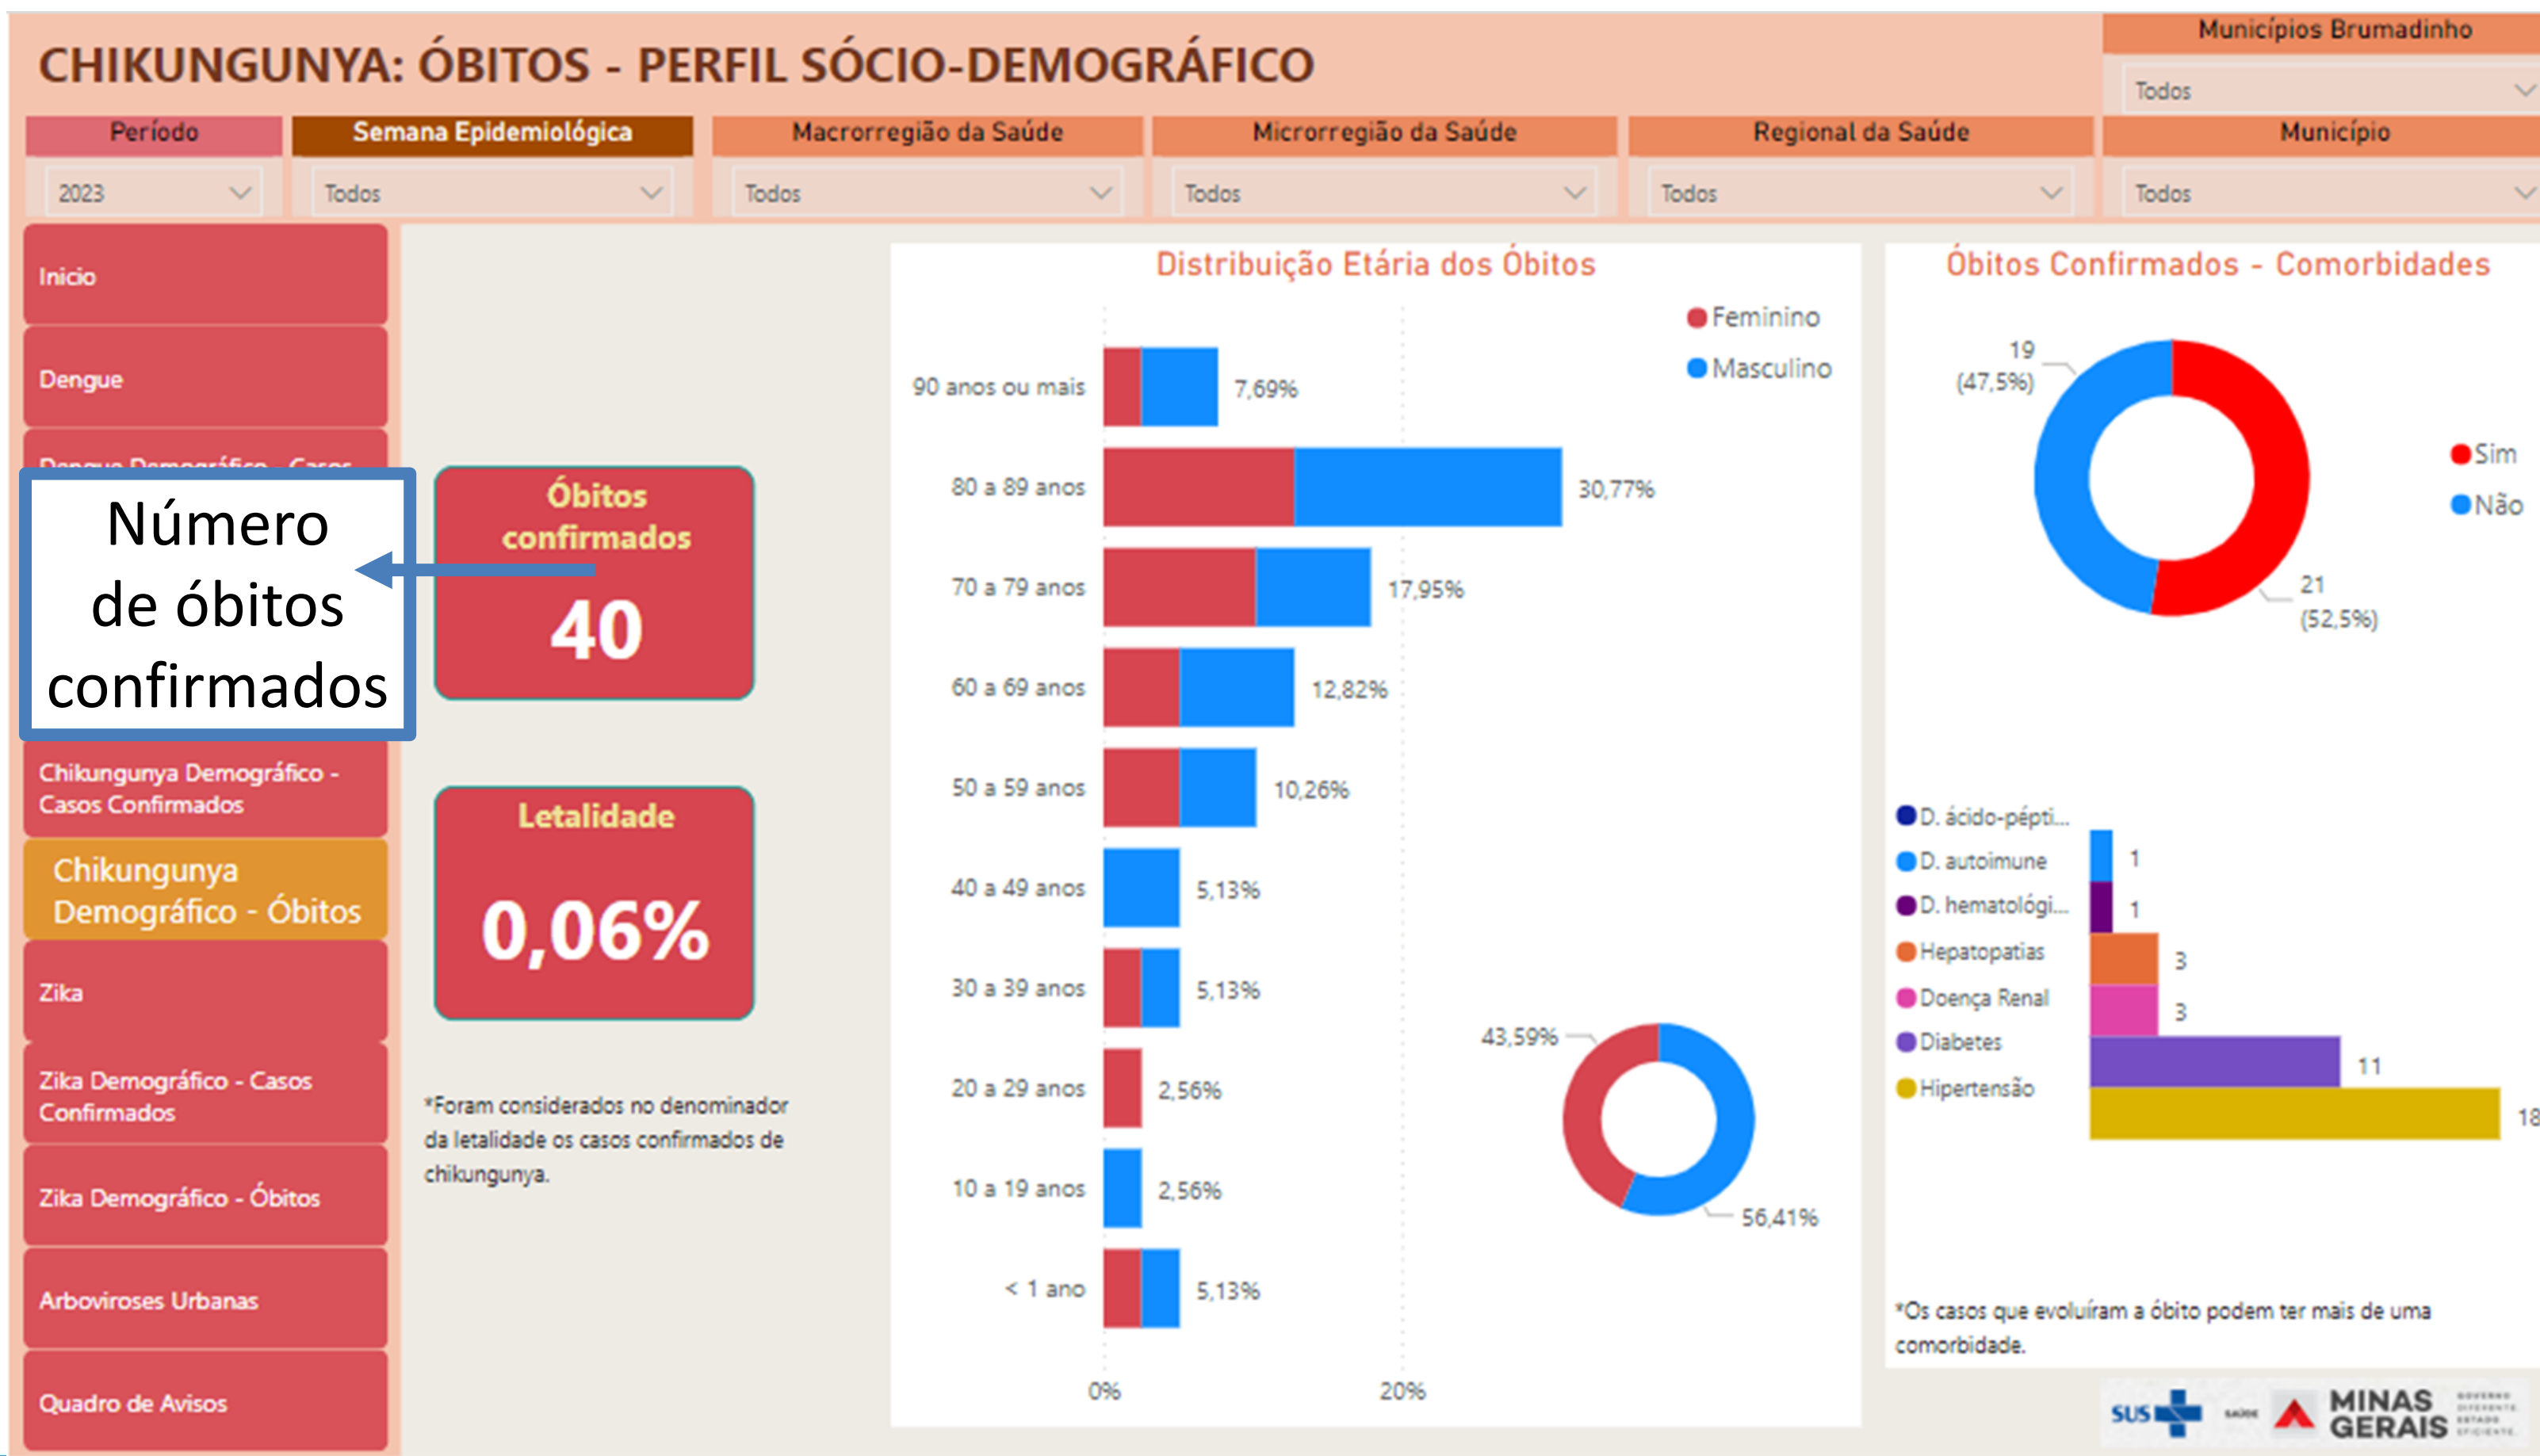 CHIKUNGUNYA: ÓBITOS - PERFIL SÓCIO-DEMOGRÁFICO
Municípios Brumadinho
Todos
Período
2023
Semana Epidemiológica
Todos
Macrorregião da Saúde
Todos
Microrregião da Saúde
Todos
Regional da Saúde
Todos
Município
Todos
Inicio
Dengue
Dengue Demográfico - Casos
Número
de óbitos
confirmados
Chikungunya Demográfico -
Casos Confirmados
Chikungunya
Demográfico - Óbitos
Zika
Zika Demográfico - Casos
Confirmados
Zika Demográfico - Óbitos
Arboviroses Urbanas
Quadro de Avisos
Óbitos
confirmados
40
Letalidade
0,06%
*Foram considerados no denominador
da letalidade os casos confirmados de
chikungunya.
Distribuição Etária dos Óbitos
Feminino
Masculino
90 anos ou mais 7,69%
80 a 89 anos 30,77%
70 a 79 anos 17,95%
60 a 69 anos 12,82%
50 a 59 anos 10,26%
40 a 49 anos 5,13%
30 a 39 anos 5,13%
20 a 29 anos 2,56%
10 a 19 anos 2,56%
< 1 ano 5,13%
0% 20%
43,59%
56,41%
Óbitos Confirmados - Comorbidades
19
(47,5%)
Sim
Não
21
(52,5%)
D. ácido-pépti...
D. autoimune 1
D. hematológi... 1
Hepatopatias 3
Doença Renal 3
Diabetes 11
Hipertensão 18
*Os casos que evoluíram a óbito podem ter mais de uma
comorbidade.
SUS
SAÚDE
MINAS
GERAIS
GOVERNO
DIFERENTE.
ESTADO
EFICIENTE.